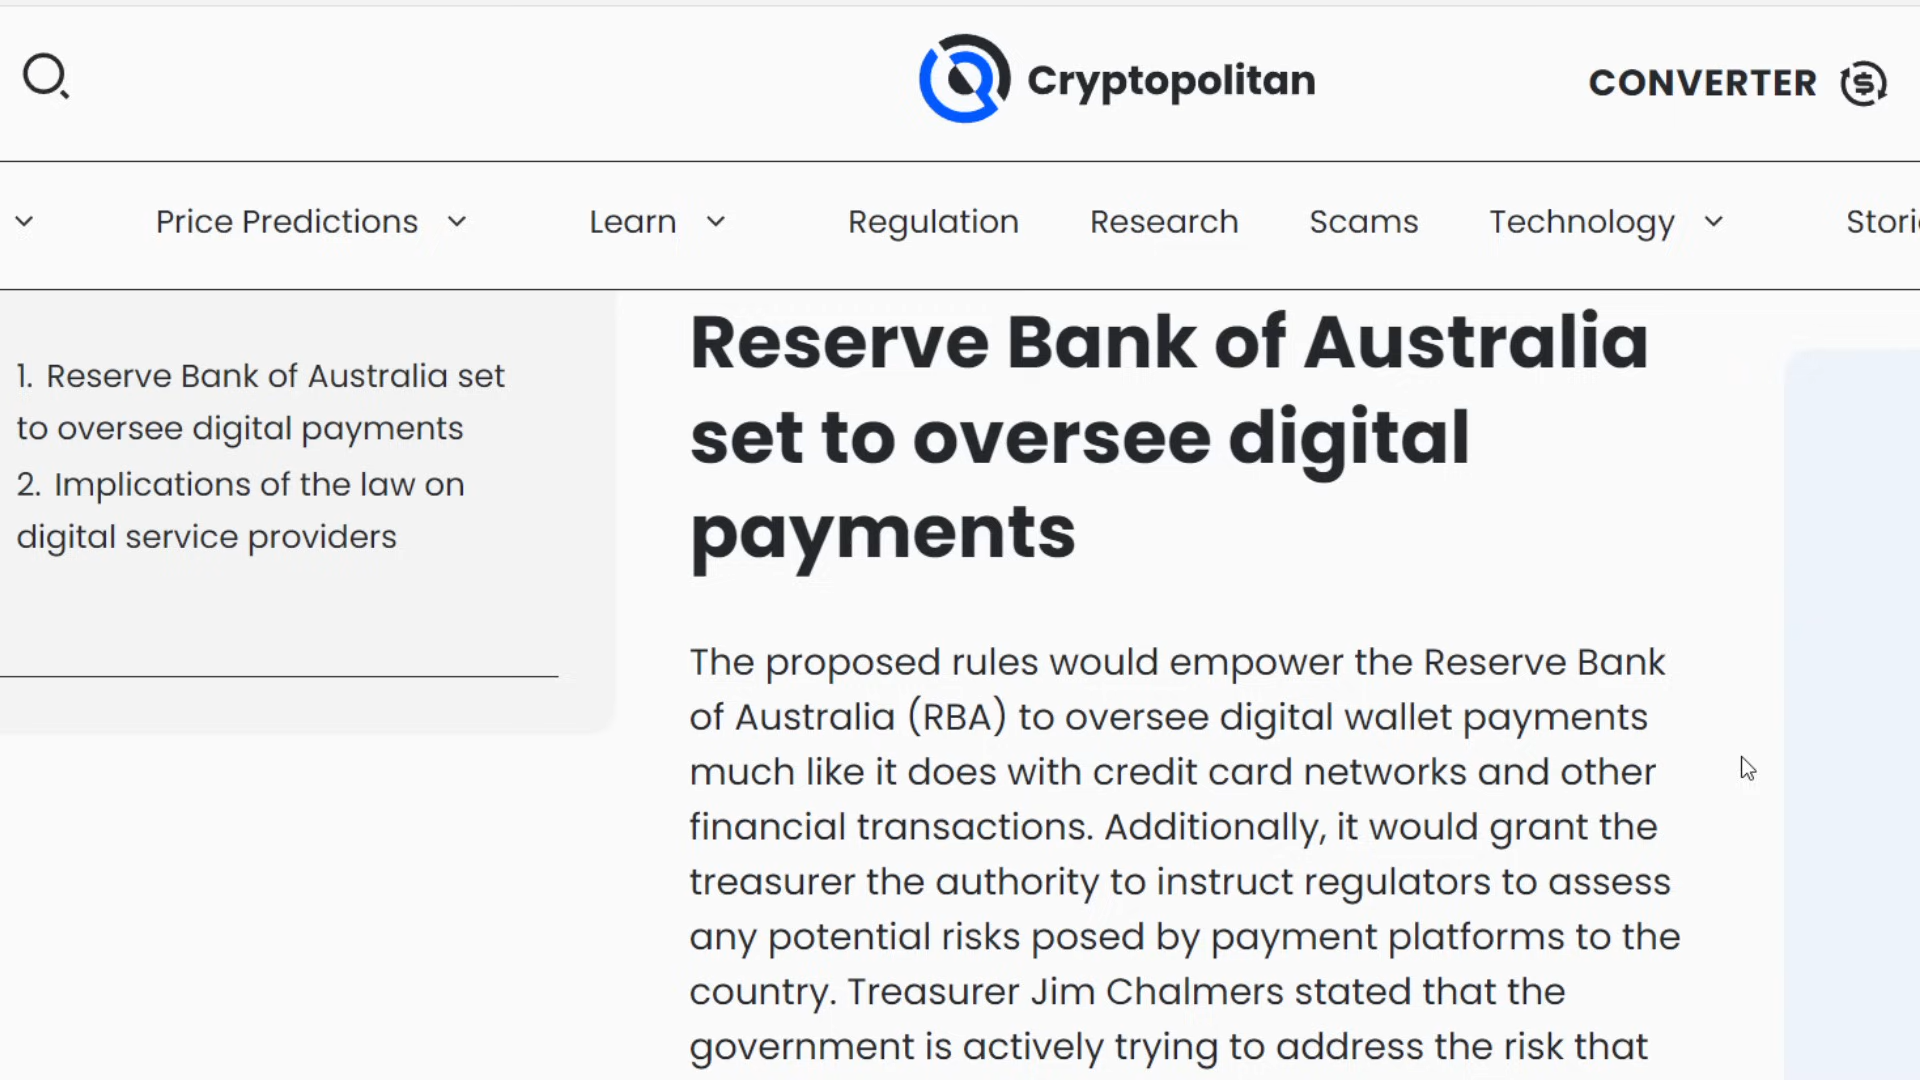 Cryptopolitan
CONVERTER
Price Predictions
Learn
Regulation
Research
Scams
Technology
1. Reserve Bank of Australia set
to oversee digital payments
2. Implications of the law on
digital service providers
Reserve Bank of Australia
set to oversee digital
payments
The proposed rules would empower the Reserve Bank
of Australia (RBA) to oversee digital wallet payments
much like it does with credit card networks and other
financial transactions. Additionally, it would grant the
treasurer the authority to instruct regulators to assess
any potential risks posed by payment platforms to the
country. Treasurer Jim Chalmers stated that the
government is actively trying to address the risk that